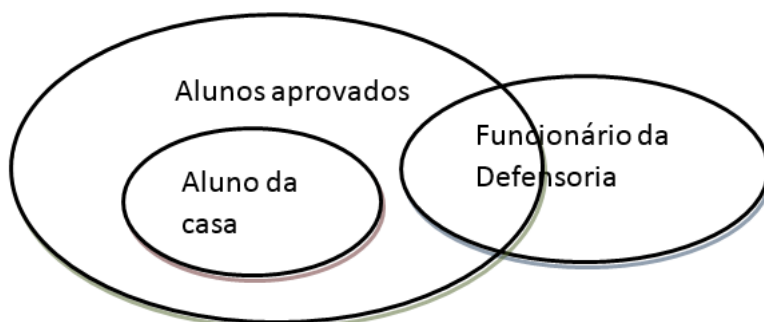 Alunos aprovados
Aluno da
casa
Funcionário da
Defensoria